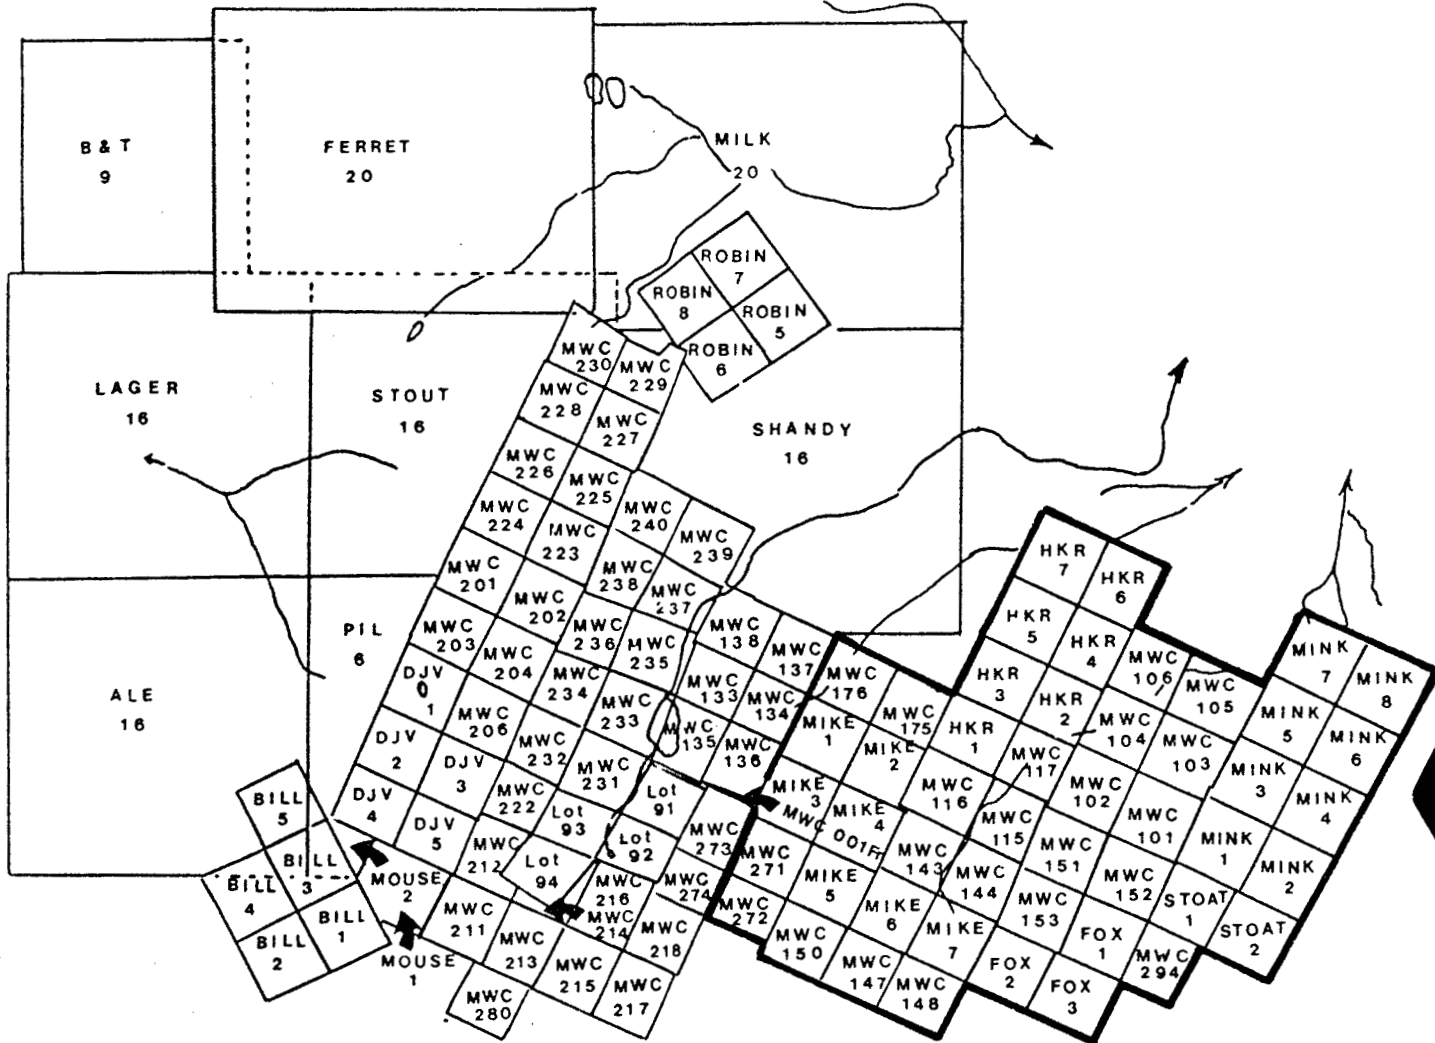 B & T
9
FERRET
20
MILK
20
ROBIN
7
ROBIN
8
ROBIN
5
ROBIN
6
LAGER
16
STOUT
16
SHANDY
16
ALE
16
PIL
6
MWC
230
MWC
229
MWC
228
MWC
227
MWC
226
MWC
225
MWC
224
MWC
223
MWC
240
MWC
239
MWC
238
MWC
237
MWC
201
MWC
202
MWC
236
MWC
235
MWC
138
MWC
137
MWC
203
MWC
204
MWC
234
MWC
233
MWC
133
MWC
134
DJV
1
MWC
206
MWC
232
MWC
231
MWC
135
MWC
136
DJV
2
DJV
3
MWC
222
Lot
93
Lot
91
DJV
4
DJV
5
MWC
212
Lot
94
Lot
92
MWC
273
MWC
216
MWC
274
MWC
211
MWC
213
MWC
214
MWC
218
MWC
215
MWC
217
MWC
280
BILL
5
BILL
3
BILL
4
BILL
1
BILL
2
MOUSE
2
MOUSE
1
HKR
7
HKR
6
HKR
5
HKR
4
HKR
3
HKR
2
HKR
1
MWC
176
MWC
175
MIKE
1
MIKE
2
MIKE
3
MIKE
4
MWC 001Fr
MWC
271
MIKE
5
MWC
272
MIKE
6
MIKE
7
MWC
150
MWC
147
MWC
148
MWC
106
MWC
105
MWC
104
MWC
103
MWC
117
MWC
116
MWC
102
MWC
101
MWC
115
MWC
151
MWC
152
MWC
143
MWC
144
MWC
153
FOX
1
FOX
2
FOX
3
MWC
294
STOAT
1
STOAT
2
MINK
7
MINK
8
MINK
5
MINK
6
MINK
3
MINK
4
MINK
1
MINK
2